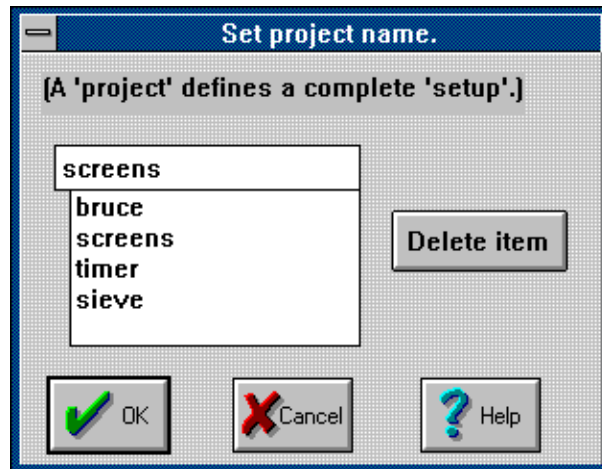 Set project name.
(A 'project' defines a complete 'setup'.)
screens
bruce
screens
timer
sieve
Delete item
OK
Cancel
Help